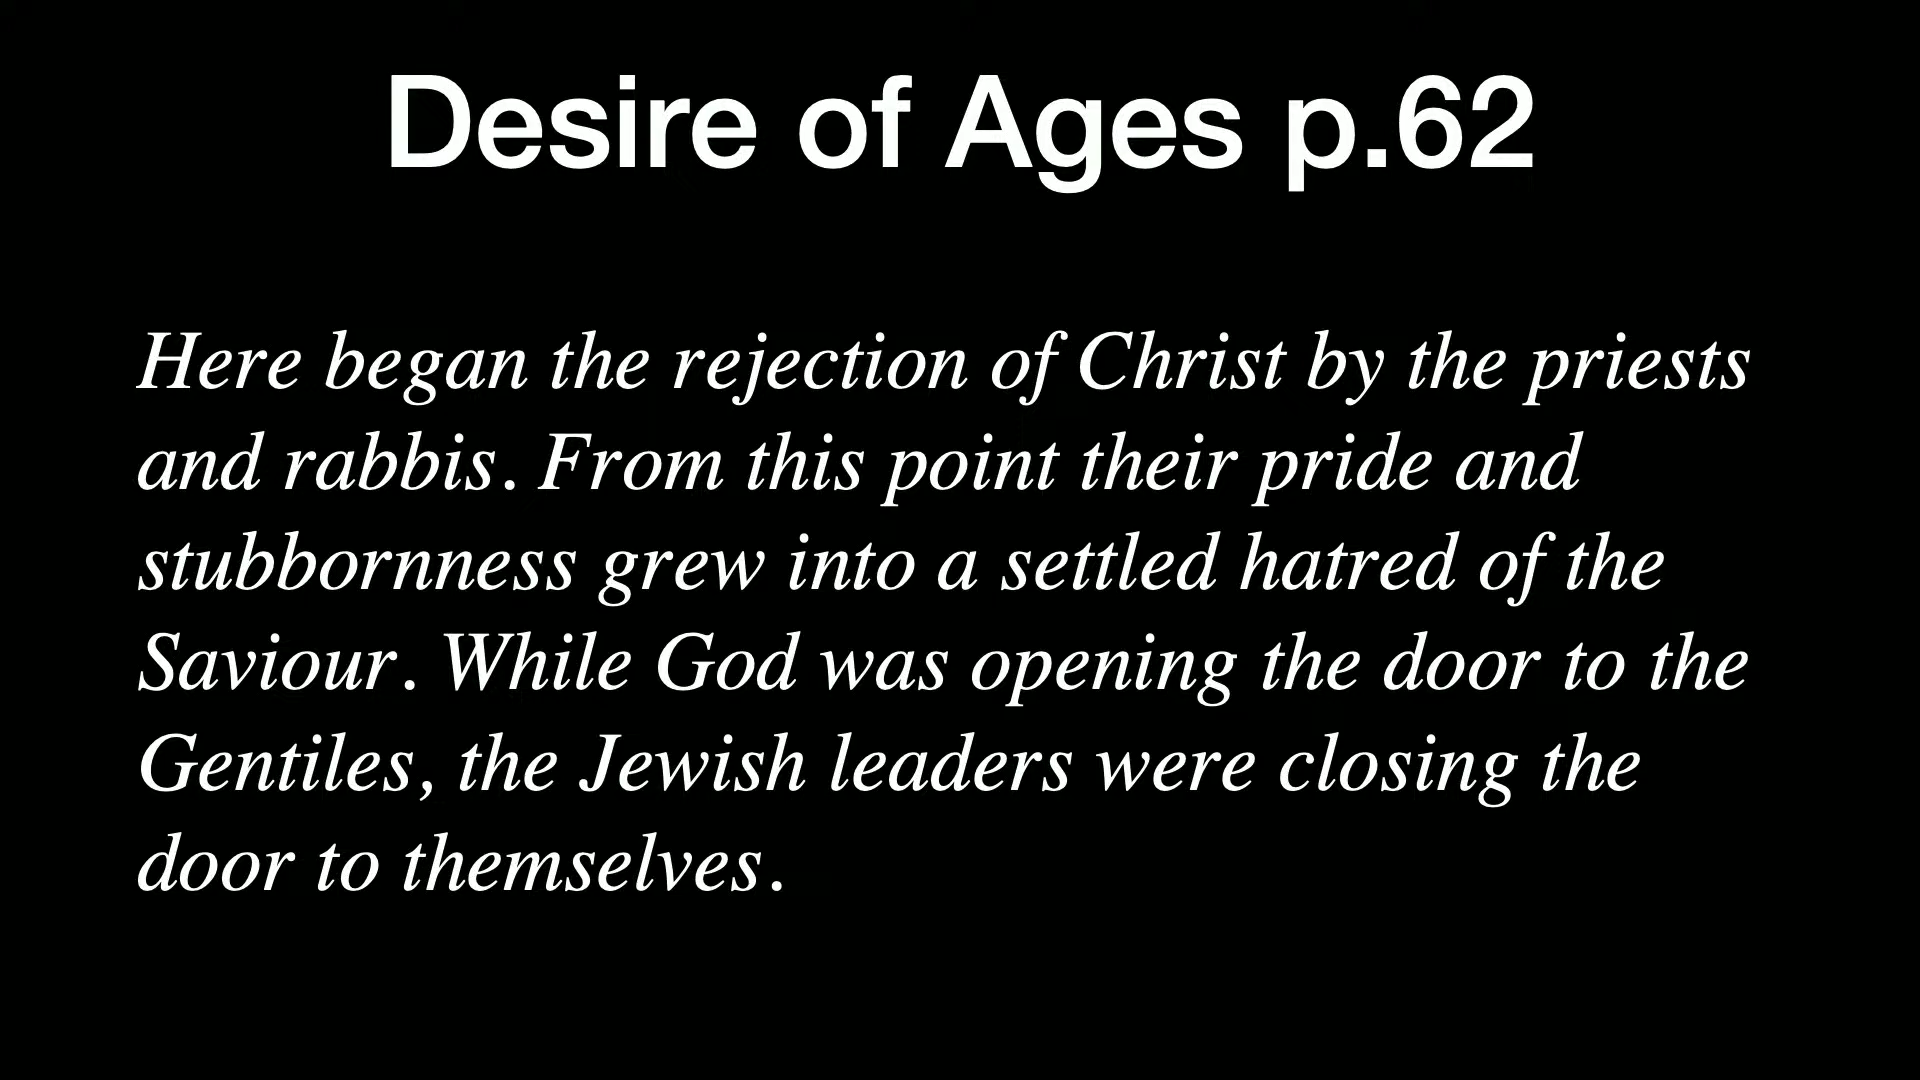 Desire of Ages p.62
Here began the rejection of Christ by the priests
and rabbis. From this point their pride and
stubbornness grew into a settled hatred of the
Saviour. While God was opening the door to the
Gentiles, the Jewish leaders were closing the
door to themselves.